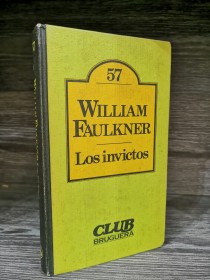 57
WILLIAM
FAULKNER
Los invictos
CLUB
BRUGUERA